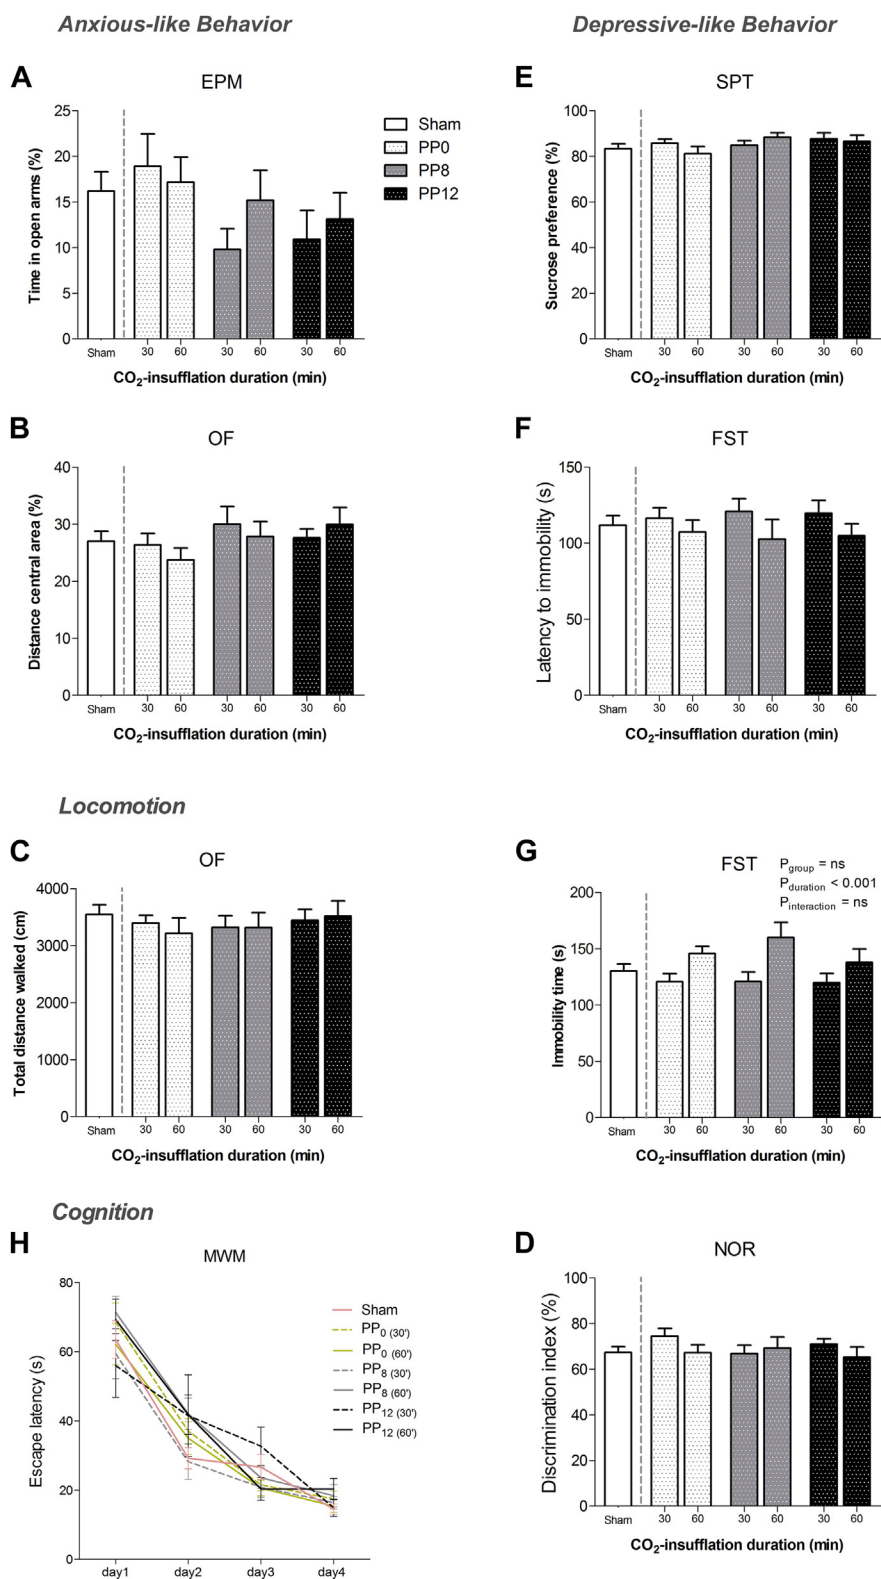 Anxious-like Behavior
Depressive-like Behavior
A
EPM
25
20
15
10
5
0
Time in open arms (%)
Sham
30
60
30
60
30
60
CO2-insufflation duration (min)
Sham
PP0
PP8
PP12
E
SPT
100
80
60
40
20
0
Sucrose preference (%)
Sham
30
60
30
60
30
60
CO2-insufflation duration (min)
B
OF
40
30
20
10
0
Distance central area (%)
Sham
30
60
30
60
30
60
CO2-insufflation duration (min)
F
FST
150
100
50
0
Latency to immobility (s)
Sham
30
60
30
60
30
60
CO2-insufflation duration (min)
Locomotion
C
OF
4000
3000
2000
1000
0
Total distance walked (cm)
Sham
30
60
30
60
30
60
CO2-insufflation duration (min)
G
FST
Pgroup = ns
Pduration < 0.001
Pinteraction = ns
200
150
100
50
0
Immobility time (s)
Sham
30
60
30
60
30
60
CO2-insufflation duration (min)
Cognition
H
MWM
80
60
40
20
0
Escape latency (s)
day1
day2
day3
day4
Sham
PP0 (30')
PP0 (60')
PP8 (30')
PP8 (60')
PP12 (30')
PP12 (60')
D
NOR
100
80
60
40
20
0
Discrimination index (%)
Sham
30
60
30
60
30
60
CO2-insufflation duration (min)